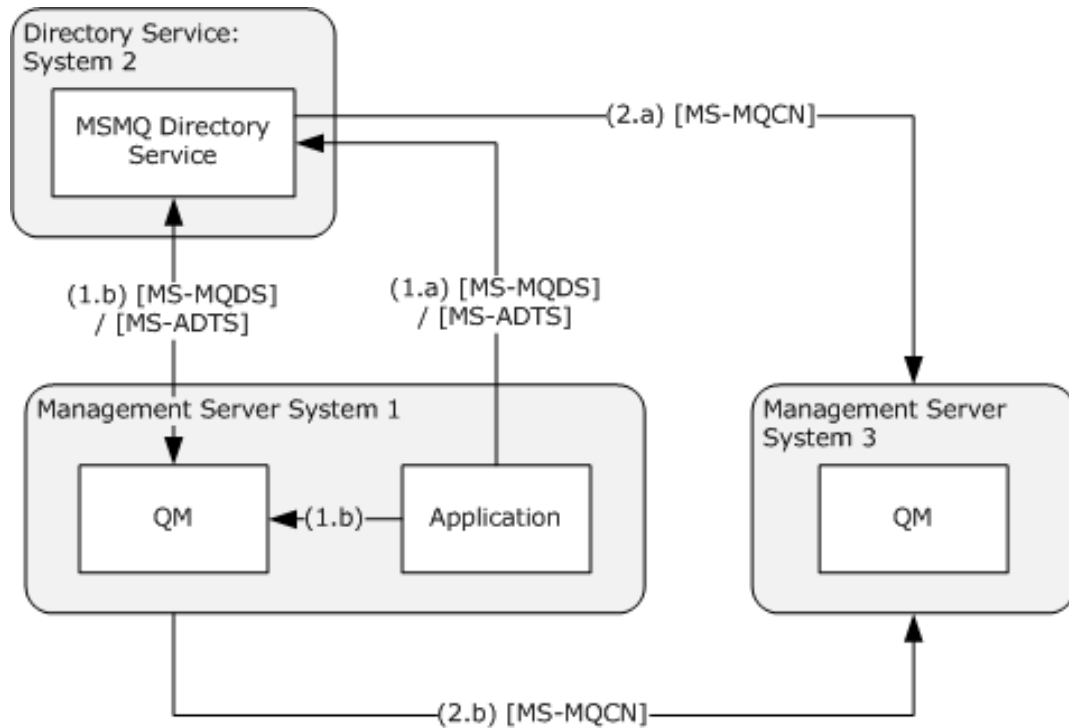 Directory Service:
System 2
MSMQ Directory
Service
(2.a) [MS-MQCN]
(1.b) [MS-MQDS]
/ [MS-ADTS]
(1.a) [MS-MQDS]
/ [MS-ADTS]
Management Server System 1
QM
(1.b)
Application
Management Server
System 3
QM
(2.b) [MS-MQCN]